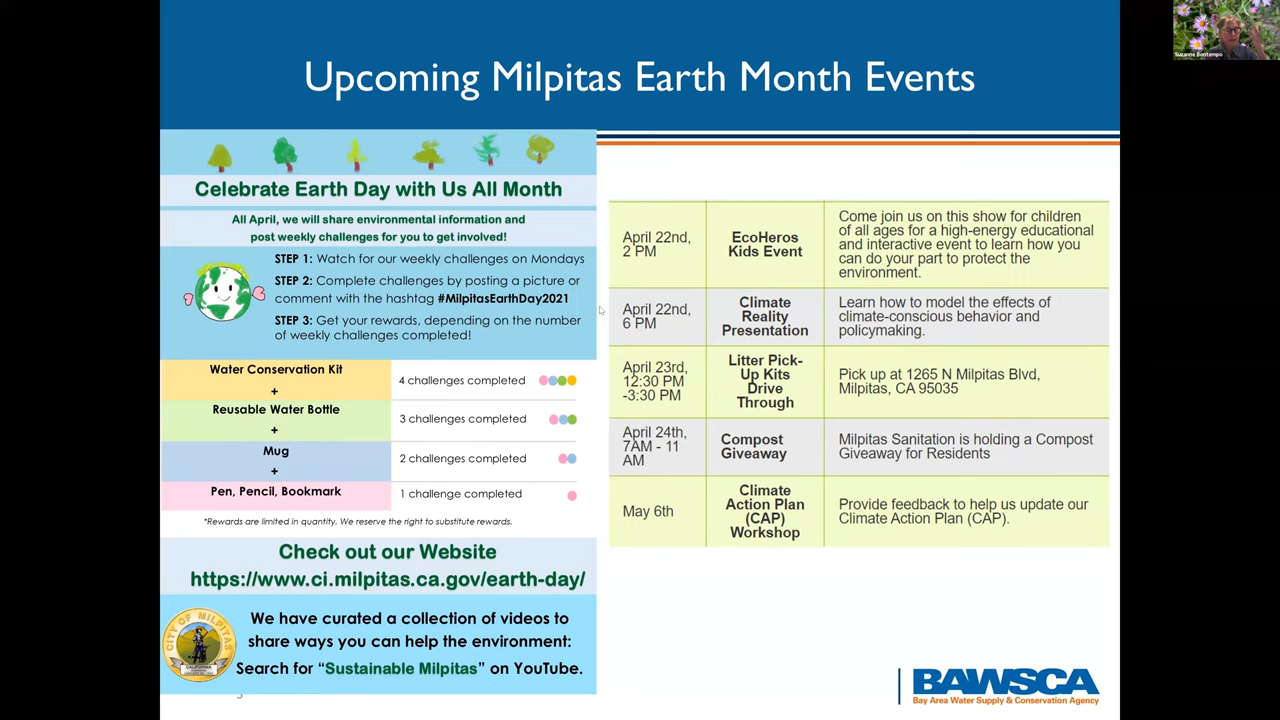 Upcoming Milpitas Earth Month Events
Suzanne Bontempo
Celebrate Earth Day with Us All Month
All April, we will share environmental information and
post weekly challenges for you to get involved!
STEP 1: Watch for our weekly challenges on Mondays
STEP 2: Complete challenges by posting a picture or
comment with the hashtag #MilpitasEarthDay2021
STEP 3: Get your rewards, depending on the number
of weekly challenges completed!
Water Conservation Kit
+
4 challenges completed
Reusable Water Bottle
+
3 challenges completed
Mug
+
2 challenges completed
Pen, Pencil, Bookmark
1 challenge completed
*Rewards are limited in quantity. We reserve the right to substitute rewards.
Check out our Website
https://www.ci.milpitas.ca.gov/earth-day/
CITY OF MILPITAS
CALIFORNIA
We have curated a collection of videos to
share ways you can help the environment:
Search for “Sustainable Milpitas” on YouTube.
April 22nd,
2 PM
EcoHeros
Kids Event
Come join us on this show for children
of all ages for a high-energy educational
and interactive event to learn how you
can do your part to protect the
environment.
April 22nd,
6 PM
Climate
Reality
Presentation
Learn how to model the effects of
climate-conscious behavior and
policymaking.
April 23rd,
12:30 PM
-3:30 PM
Litter Pick-
Up Kits
Drive
Through
Pick up at 1265 N Milpitas Blvd,
Milpitas, CA 95035
April 24th,
7AM - 11
AM
Compost
Giveaway
Milpitas Sanitation is holding a Compost
Giveaway for Residents
May 6th
Climate
Action Plan
(CAP)
Workshop
Provide feedback to help us update our
Climate Action Plan (CAP).
BAWSCA
Bay Area Water Supply & Conservation Agency